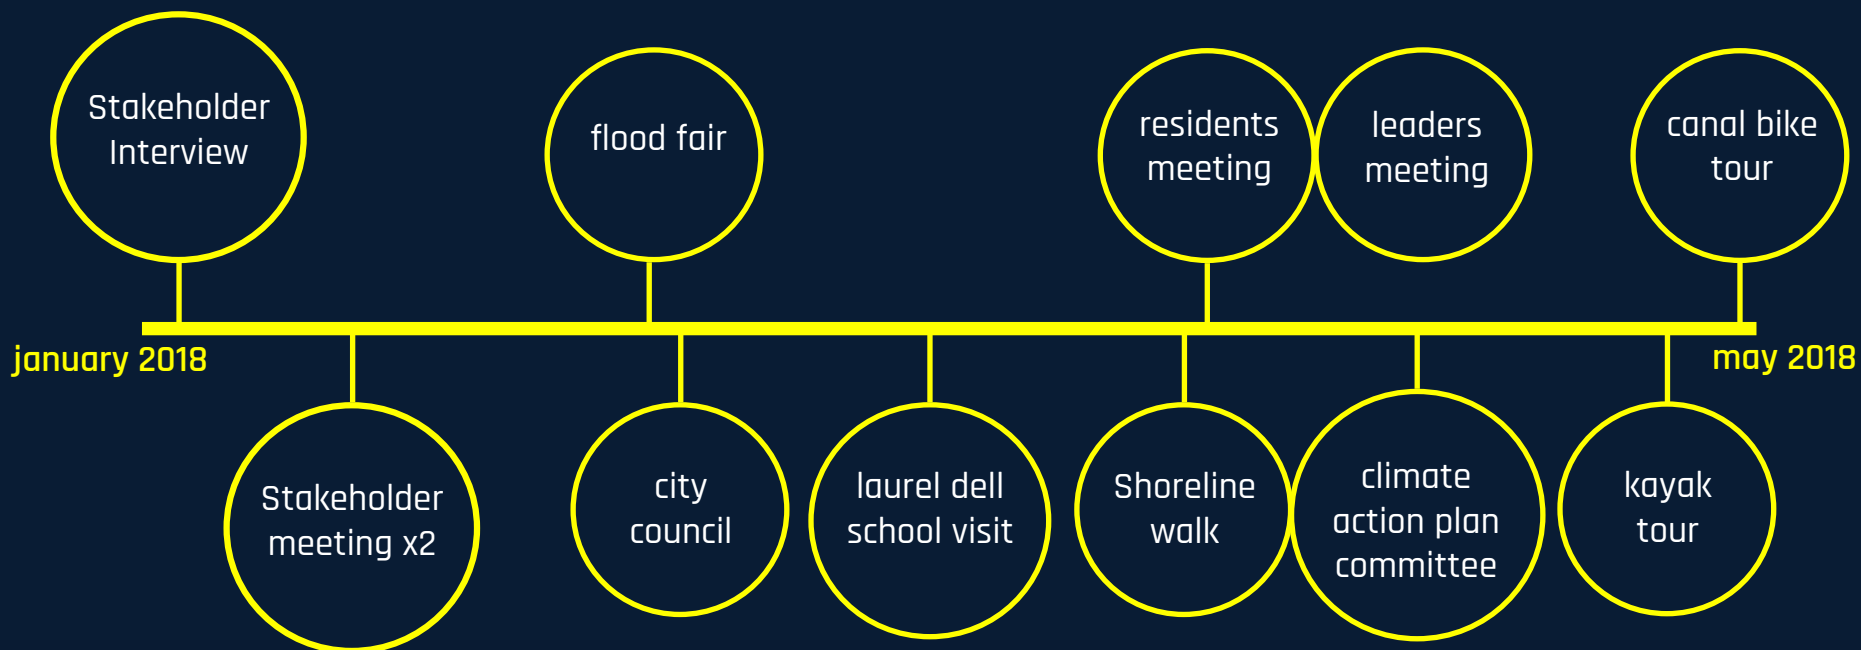 Stakeholder
Interview
flood fair
residents
meeting
leaders
meeting
canal bike
tour
january 2018
may 2018
Stakeholder
meeting x2
city
council
laurel dell
school visit
Shoreline
walk
climate
action plan
committee
kayak
tour